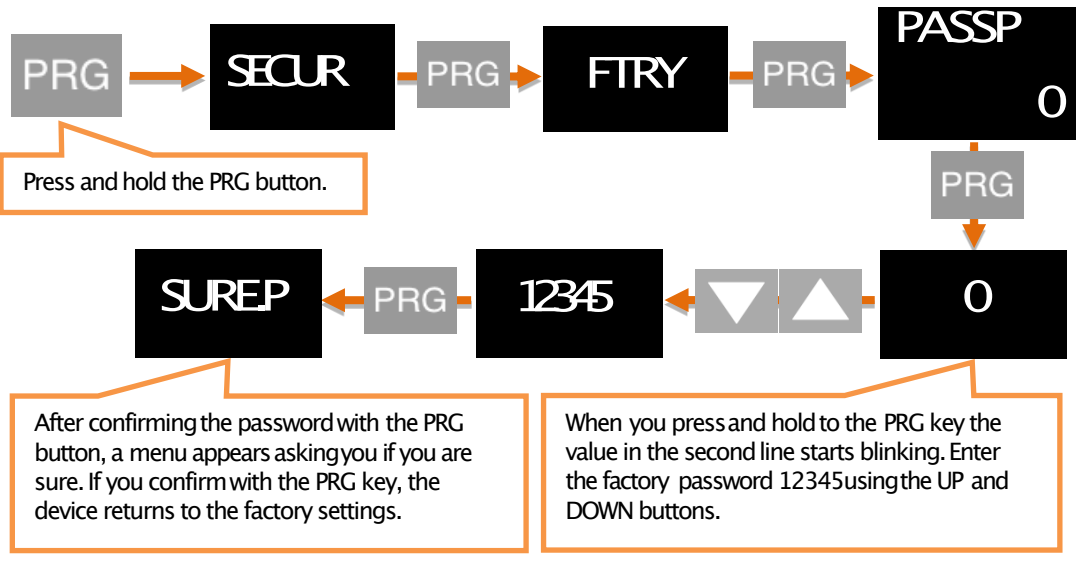 PRG
SECUR
PRG
FTRY
PRG
PASSP
0
Press and hold the PRG button.
PRG
SURE.P
PRG
12345
0
After confirming the password with the PRG
button, a menu appears asking you if you are
sure. If you confirm with the PRG key, the
device returns to the factory settings.
When you press and hold to the PRG key the
value in the second line starts blinking. Enter
the factory password 12345 using the UP and
DOWN buttons.